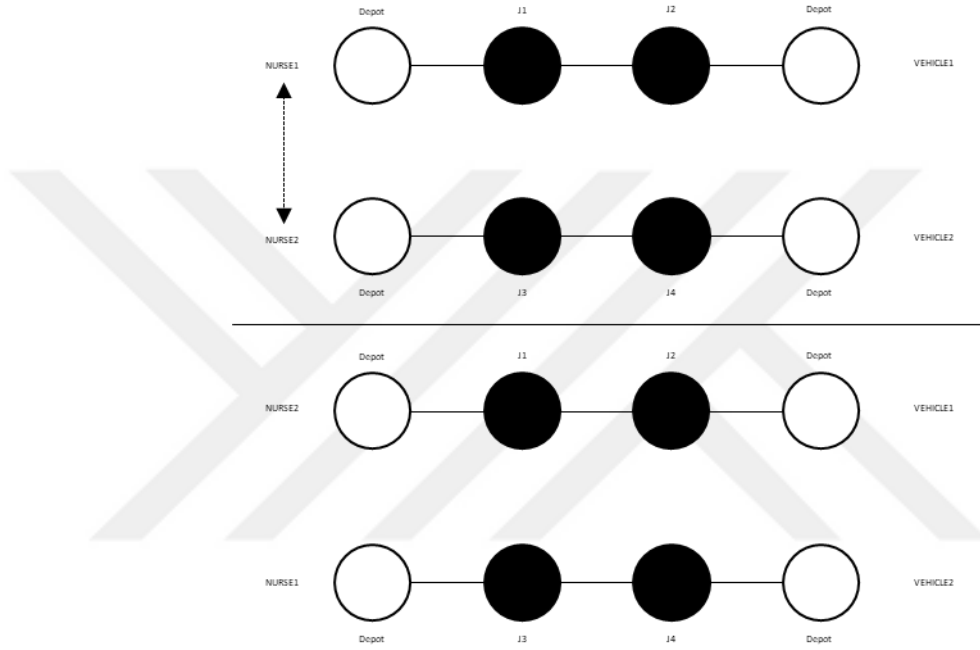 Depot J1 J2 Depot
NURSE1 VEHICLE1
NURSE2 VEHICLE2
Depot J3 J4 Depot
Depot J1 J2 Depot
NURSE2 VEHICLE1
NURSE1 VEHICLE2
Depot J3 J4 Depot